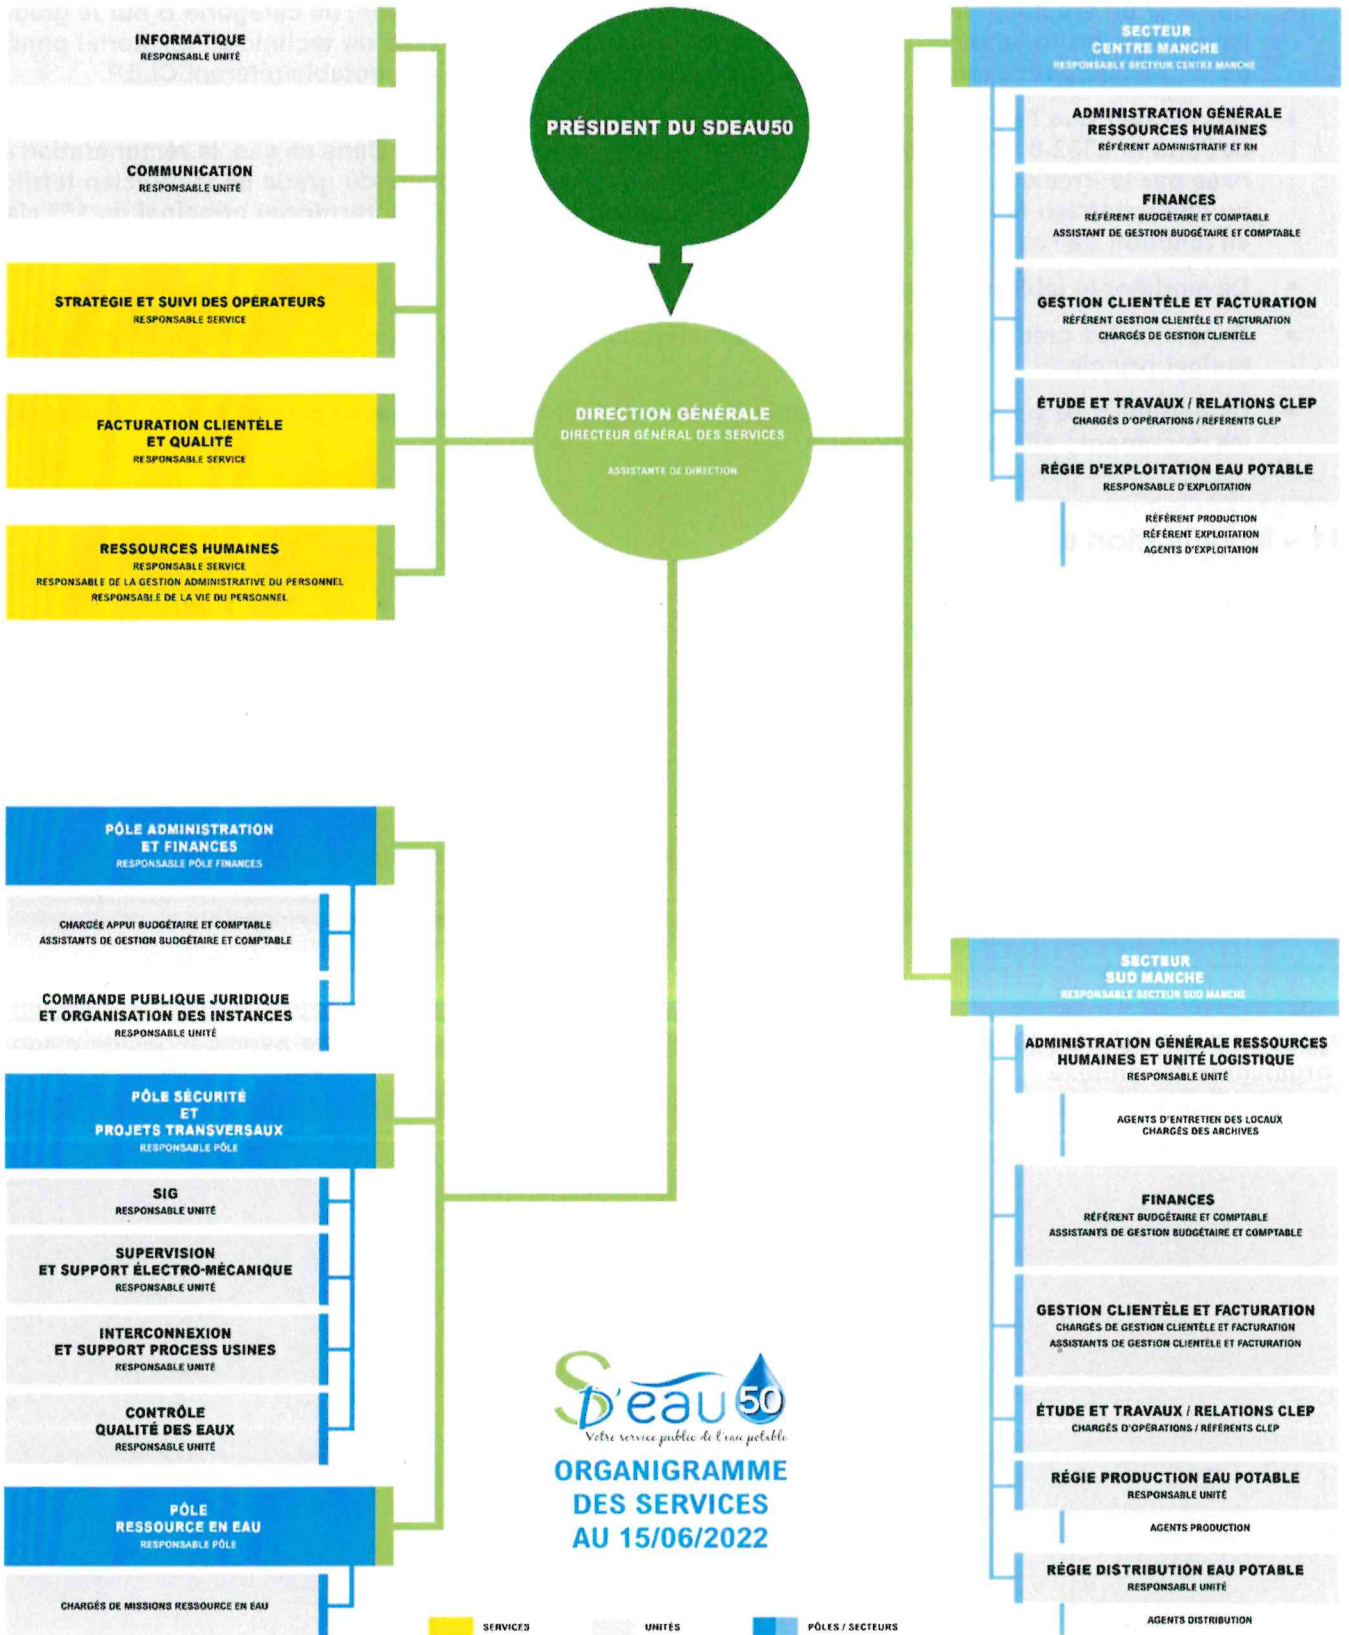 INFORMATIQUE
RESPONSABLE UNITÉ
COMMUNICATION
RESPONSABLE UNITÉ
STRATÉGIE ET SUIVI DES OPÉRATEURS
RESPONSABLE SERVICE
FACTURATION CLIENTÈLE
ET QUALITÉ
RESPONSABLE SERVICE
RESSOURCES HUMAINES
RESPONSABLE SERVICE
RESPONSABLE DE LA GESTION ADMINISTRATIVE DU PERSONNEL
RESPONSABLE DE LA VIE DU PERSONNEL
PRÉSIDENT DU SDEAU50
DIRECTION GÉNÉRALE
DIRECTEUR GÉNÉRAL DES SERVICES
ASSISTANTE DE DIRECTION
SECTEUR
CENTRE MANCHE
RESPONSABLE SECTEUR CENTRE MANCHE
ADMINISTRATION GÉNÉRALE
RESSOURCES HUMAINES
RÉFÉRENT ADMINISTRATIF ET RH
FINANCES
RÉFÉRENT BUDGÉTAIRE ET COMPTABLE
ASSISTANT DE GESTION BUDGÉTAIRE ET COMPTABLE
GESTION CLIENTÈLE ET FACTURATION
RÉFÉRENT GESTION CLIENTÈLE ET FACTURATION
CHARGÉS DE GESTION CLIENTÈLE
ÉTUDE ET TRAVAUX / RELATIONS CLEP
CHARGÉS D'OPÉRATIONS / RÉFÉRENTS CLEP
RÉGIE D'EXPLOITATION EAU POTABLE
RESPONSABLE D'EXPLOITATION
RÉFÉRENT PRODUCTION
RÉFÉRENT EXPLOITATION
AGENTS D'EXPLOITATION
PÔLE ADMINISTRATION
ET FINANCES
RESPONSABLE PÔLE FINANCES
CHARGÉE APPUI BUDGÉTAIRE ET COMPTABLE
ASSISTANTS DE GESTION BUDGÉTAIRE ET COMPTABLE
COMMANDE PUBLIQUE JURIDIQUE
ET ORGANISATION DES INSTANCES
RESPONSABLE UNITÉ
PÔLE SÉCURITÉ
ET
PROJETS TRANSVERSAUX
RESPONSABLE PÔLE
SIG
RESPONSABLE UNITÉ
SUPERVISION
ET SUPPORT ÉLECTRO-MÉCANIQUE
RESPONSABLE UNITÉ
INTERCONNEXION
ET SUPPORT PROCESS USINES
RESPONSABLE UNITÉ
CONTRÔLE
QUALITÉ DES EAUX
RESPONSABLE UNITÉ
PÔLE
RESSOURCE EN EAU
RESPONSABLE PÔLE
CHARGÉS DE MISSIONS RESSOURCE EN EAU
SECTEUR
SUD MANCHE
RESPONSABLE SECTEUR SUD MANCHE
ADMINISTRATION GÉNÉRALE RESSOURCES
HUMAINES ET UNITÉ LOGISTIQUE
RESPONSABLE UNITÉ
AGENTS D'ENTRETIEN DES LOCAUX
CHARGÉS DES ARCHIVES
FINANCES
RÉFÉRENT BUDGÉTAIRE ET COMPTABLE
ASSISTANTS DE GESTION BUDGÉTAIRE ET COMPTABLE
GESTION CLIENTÈLE ET FACTURATION
CHARGÉS DE GESTION CLIENTÈLE ET FACTURATION
ASSISTANTS DE GESTION CLIENTÈLE ET FACTURATION
ÉTUDE ET TRAVAUX / RELATIONS CLEP
CHARGÉS D'OPÉRATIONS / RÉFÉRENTS CLEP
RÉGIE PRODUCTION EAU POTABLE
RESPONSABLE UNITÉ
AGENTS PRODUCTION
RÉGIE DISTRIBUTION EAU POTABLE
RESPONSABLE UNITÉ
AGENTS DISTRIBUTION
SD'eau 50
Votre service public de l'eau potable
ORGANIGRAMME
DES SERVICES
AU 15/06/2022
SERVICES
UNITÉS
PÔLES / SECTEURS